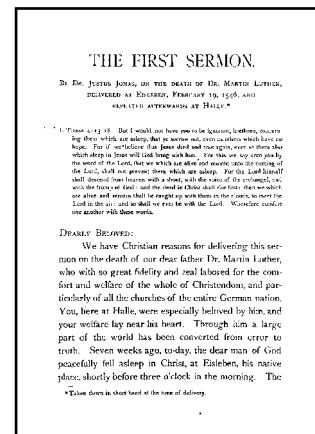 THE FIRST SERMON.
BY DR. JUSTUS JONAS, ON THE DEATH OF DR. MARTIN LUTHER,
DELIVERED AT EISLEBEN, FEBRUARY 19, 1546, AND
REPEATED AFTERWARDS AT HALLE.*
1. THESS. 4:13-18. But I would not have you to be ignorant, brethren, concern-
ing them which are asleep, that ye sorrow not, even as others which have no
hope. For if we believe that Jesus died and rose again, even so them also
which sleep in Jesus will God bring with him. For this we say unto you by
the word of the Lord, that we which are alive and remain unto the coming of
the Lord, shall not prevent them which are asleep. For the Lord himself
shall descend from heaven with a shout, with the voice of the archangel, and
with the trump of God: and the dead in Christ shall rise first: then we which
are alive and remain shall be caught up with them in the clouds, to meet the
Lord in the air: and so shall we ever be with the Lord. Wherefore comfort
one another with these words.
DEARLY BELOVED:
We have Christian reasons for delivering this ser-
mon on the death of our dear father Dr. Martin Luther,
who with so great fidelity and zeal labored for the com-
fort and welfare of the whole of Christendom, and par-
ticularly of all the churches of the entire German nation.
You, here at Halle, were especially beloved by him, and
your welfare lay near his heart. Through him a large
part of the world has been converted from error to
truth. Seven weeks ago, to-day, the dear man of God
peacefully fell asleep in Christ, at Eisleben, his native
place, shortly before three o'clock in the morning. The
*Taken down in short hand at the time of delivery.